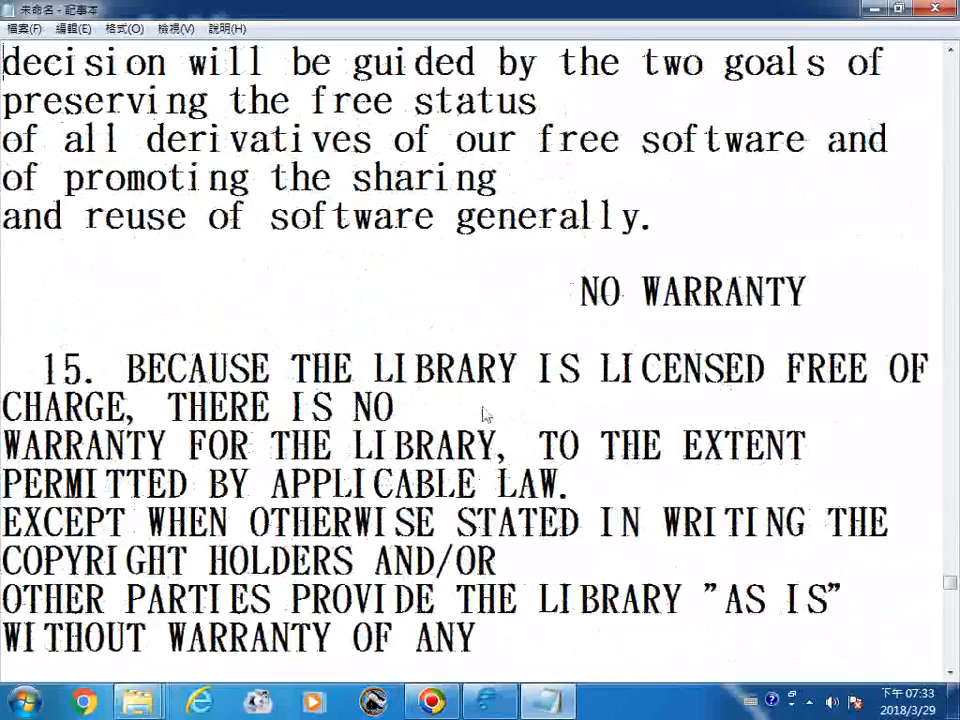 未命名 - 記事本
檔案(F) 編輯(E) 格式(O) 檢視(V) 說明(H)
decision will be guided by the two goals of
preserving the free status
of all derivatives of our free software and
of promoting the sharing
and reuse of software generally.
NO WARRANTY
15. BECAUSE THE LIBRARY IS LICENSED FREE OF
CHARGE, THERE IS NO
WARRANTY FOR THE LIBRARY, TO THE EXTENT
PERMITTED BY APPLICABLE LAW.
EXCEPT WHEN OTHERWISE STATED IN WRITING THE
COPYRIGHT HOLDERS AND/OR
OTHER PARTIES PROVIDE THE LIBRARY "AS IS"
WITHOUT WARRANTY OF ANY
下午 07:33
2018/3/29